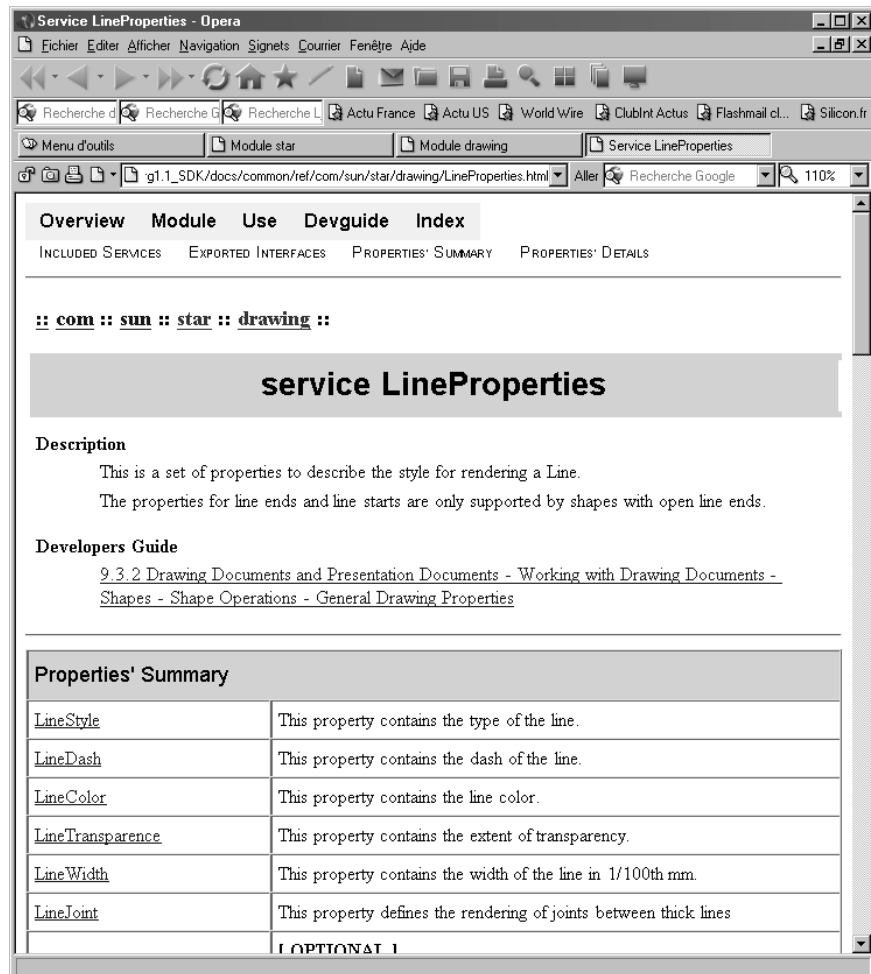 Service LineProperties - Opera
Fichier Editer Afficher Navigation Signets Courrier Fenêtre Aide
Recherche d Recherche G Recherche L Actu France Actu US World Wire ClubInt Actus Flashmail cl... Silicon.fr
Menu d'outils Module star Module drawing Service LineProperties
g1.1_SDK/docs/common/ref/com/sun/star/drawing/LineProperties.html Aller Recherche Google 110%
Overview Module Use Devguide Index
INCLUDED SERVICES EXPORTED INTERFACES PROPERTIES' SUMMARY PROPERTIES' DETAILS
:: com :: sun :: star :: drawing ::
service LineProperties
Description
This is a set of properties to describe the style for rendering a Line.
The properties for line ends and line starts are only supported by shapes with open line ends.
Developers Guide
9.3.2 Drawing Documents and Presentation Documents - Working with Drawing Documents -
Shapes - Shape Operations - General Drawing Properties
Properties' Summary
LineStyle This property contains the type of the line.
LineDash This property contains the dash of the line.
LineColor This property contains the line color.
LineTransparence This property contains the extent of transparency.
LineWidth This property contains the width of the line in 1/100th mm.
LineJoint This property defines the rendering of joints between thick lines
[ OPTIONAL ]